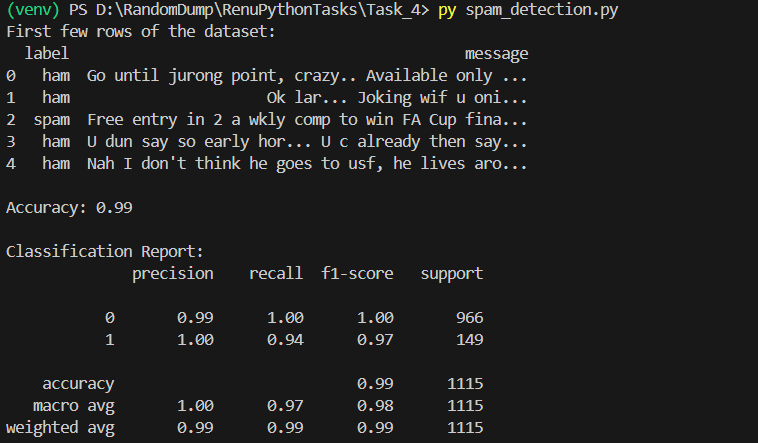 (venv) PS D:\RandomDump\RenuPythonTasks\Task_4> py spam_detection.py
First few rows of the dataset:
  label                                            message
0   ham  Go until jurong point, crazy.. Available only ...
1   ham                      Ok lar... Joking wif u oni...
2  spam  Free entry in 2 a wkly comp to win FA Cup fina...
3   ham  U dun say so early hor... U c already then say...
4   ham  Nah I don't think he goes to usf, he lives aro...

Accuracy: 0.99

Classification Report:
              precision    recall  f1-score   support

           0       0.99      1.00      1.00       966
           1       1.00      0.94      0.97       149

    accuracy                           0.99      1115
   macro avg       1.00      0.97      0.98      1115
weighted avg       0.99      0.99      0.99      1115